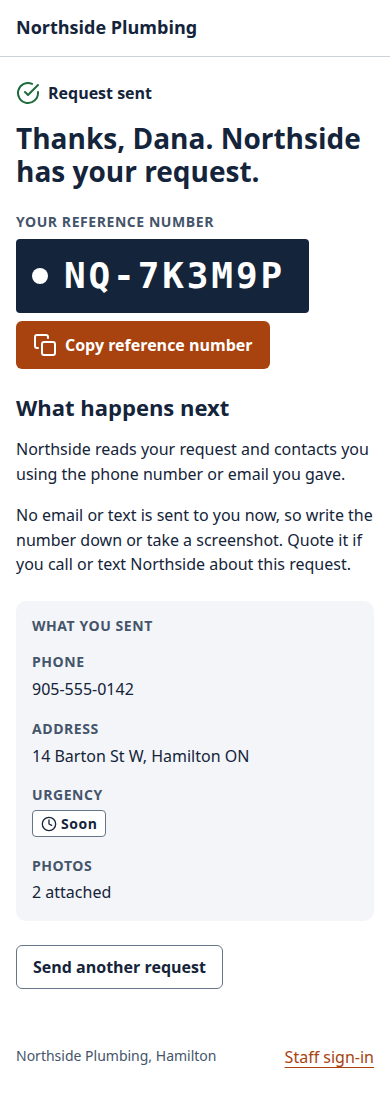 Northside Plumbing
Request sent
Thanks, Dana. Northside
has your request.
YOUR REFERENCE NUMBER
NQ-7K3M9P
Copy reference number
What happens next
Northside reads your request and contacts you
using the phone number or email you gave.
No email or text is sent to you now, so write the
number down or take a screenshot. Quote it if
you call or text Northside about this request.
WHAT YOU SENT
PHONE
905-555-0142
ADDRESS
14 Barton St W, Hamilton ON
URGENCY
Soon
PHOTOS
2 attached
Send another request
Northside Plumbing, Hamilton
Staff sign-in